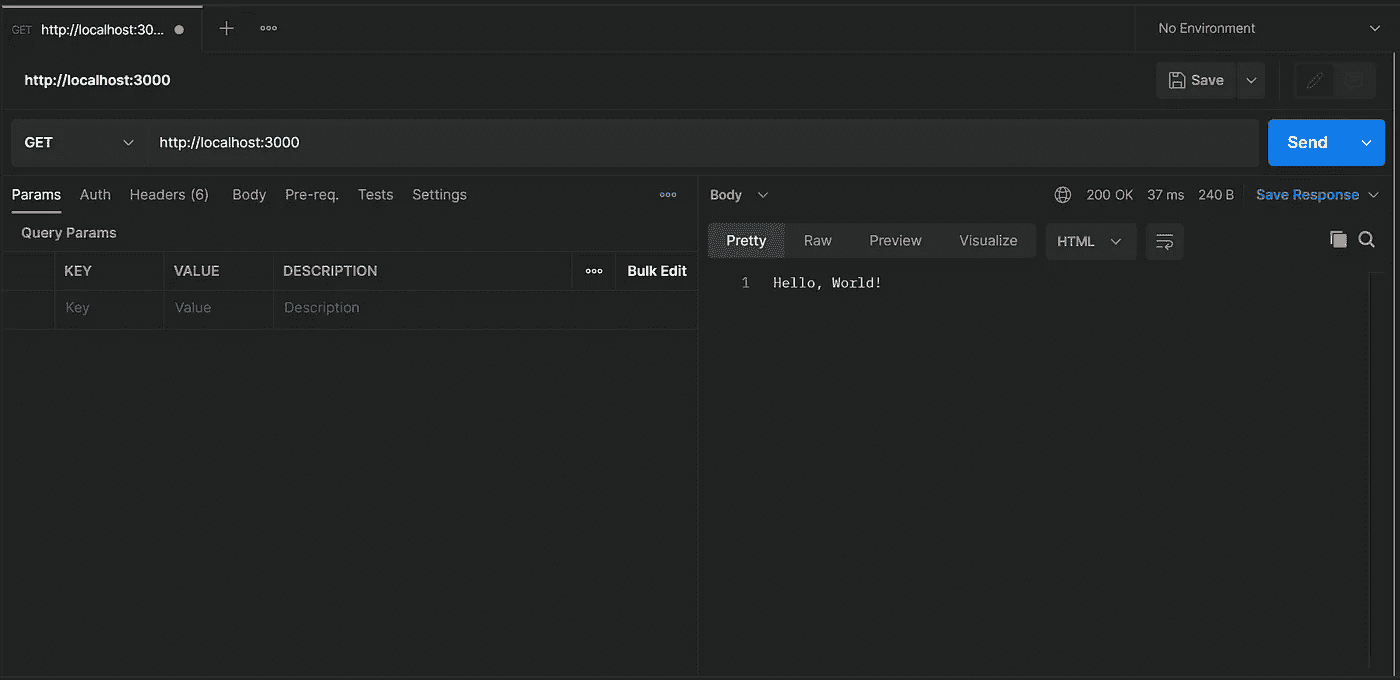 GET http://localhost:30... No Environment
http://localhost:3000 Save
GET http://localhost:3000 Send
Params Auth Headers (6) Body Pre-req. Tests Settings
Body 200 OK 37 ms 240 B Save Response
Query Params
Pretty Raw Preview Visualize HTML
KEY VALUE DESCRIPTION Bulk Edit
Key Value Description
1 Hello, World!